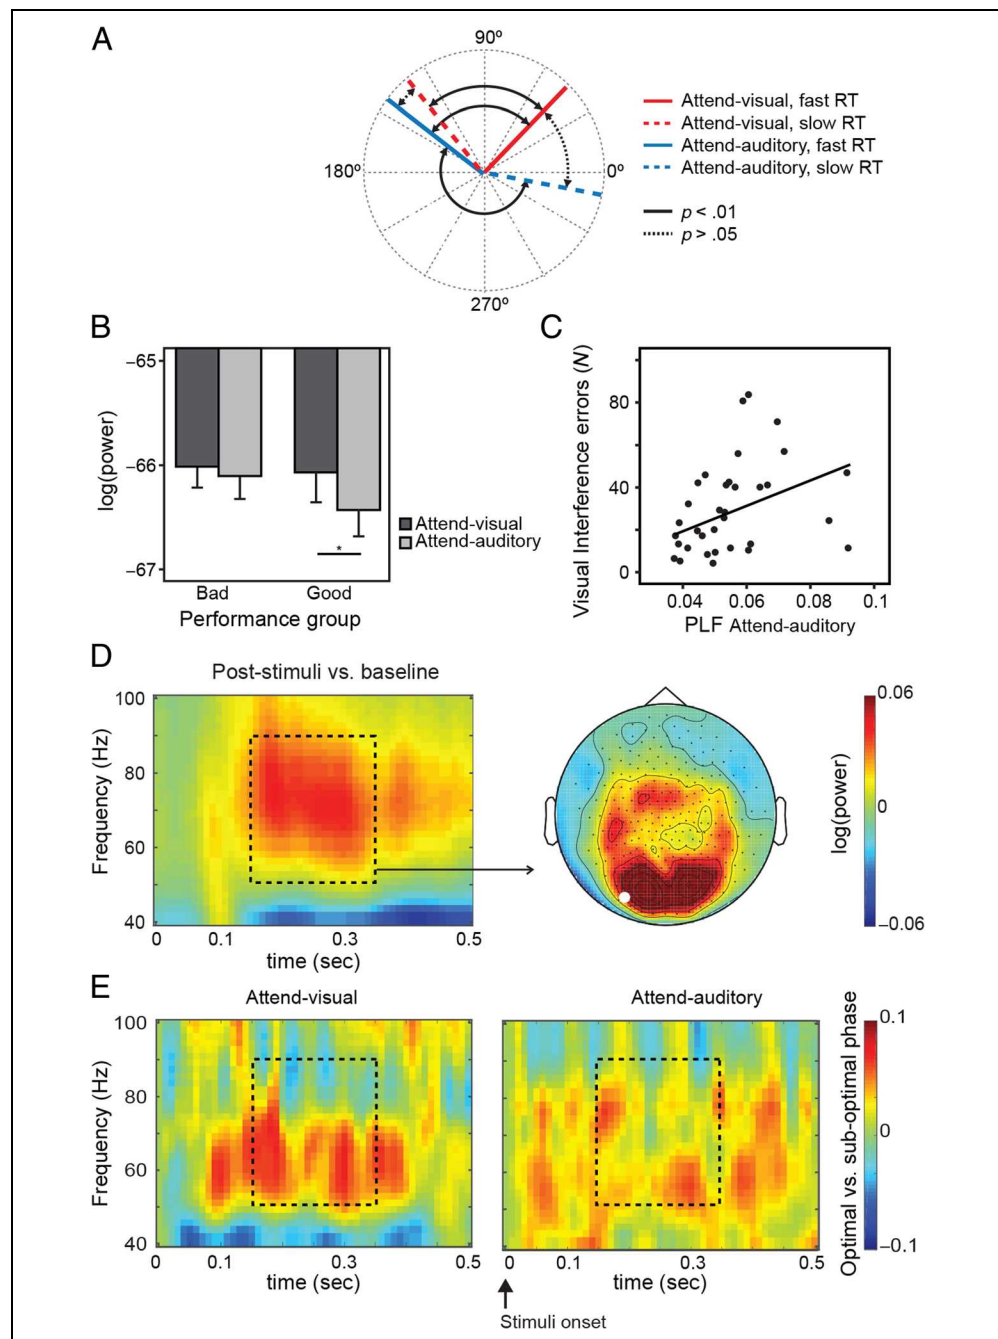 A
90º
180º
0º
270º
Attend-visual, fast RT
Attend-visual, slow RT
Attend-auditory, fast RT
Attend-auditory, slow RT
p < .01
p > .05
B
–65
–66
–67
log(power)
Bad
Good
*
Attend-visual
Attend-auditory
Performance group
C
Visual Interference errors (N)
80
40
0
0.04
0.06
0.08
0.1
PLF Attend-auditory
D
Post-stimuli vs. baseline
100
80
60
40
Frequency (Hz)
0
0.1
0.3
0.5
time (sec)
0.06
0
–0.06
log(power)
E
Attend-visual
100
80
60
40
Frequency (Hz)
0
0.1
0.3
0.5
time (sec)
Attend-auditory
0
0.1
0.3
0.5
time (sec)
Stimuli onset
0.1
0
–0.1
Optimal vs. sub-optimal phase